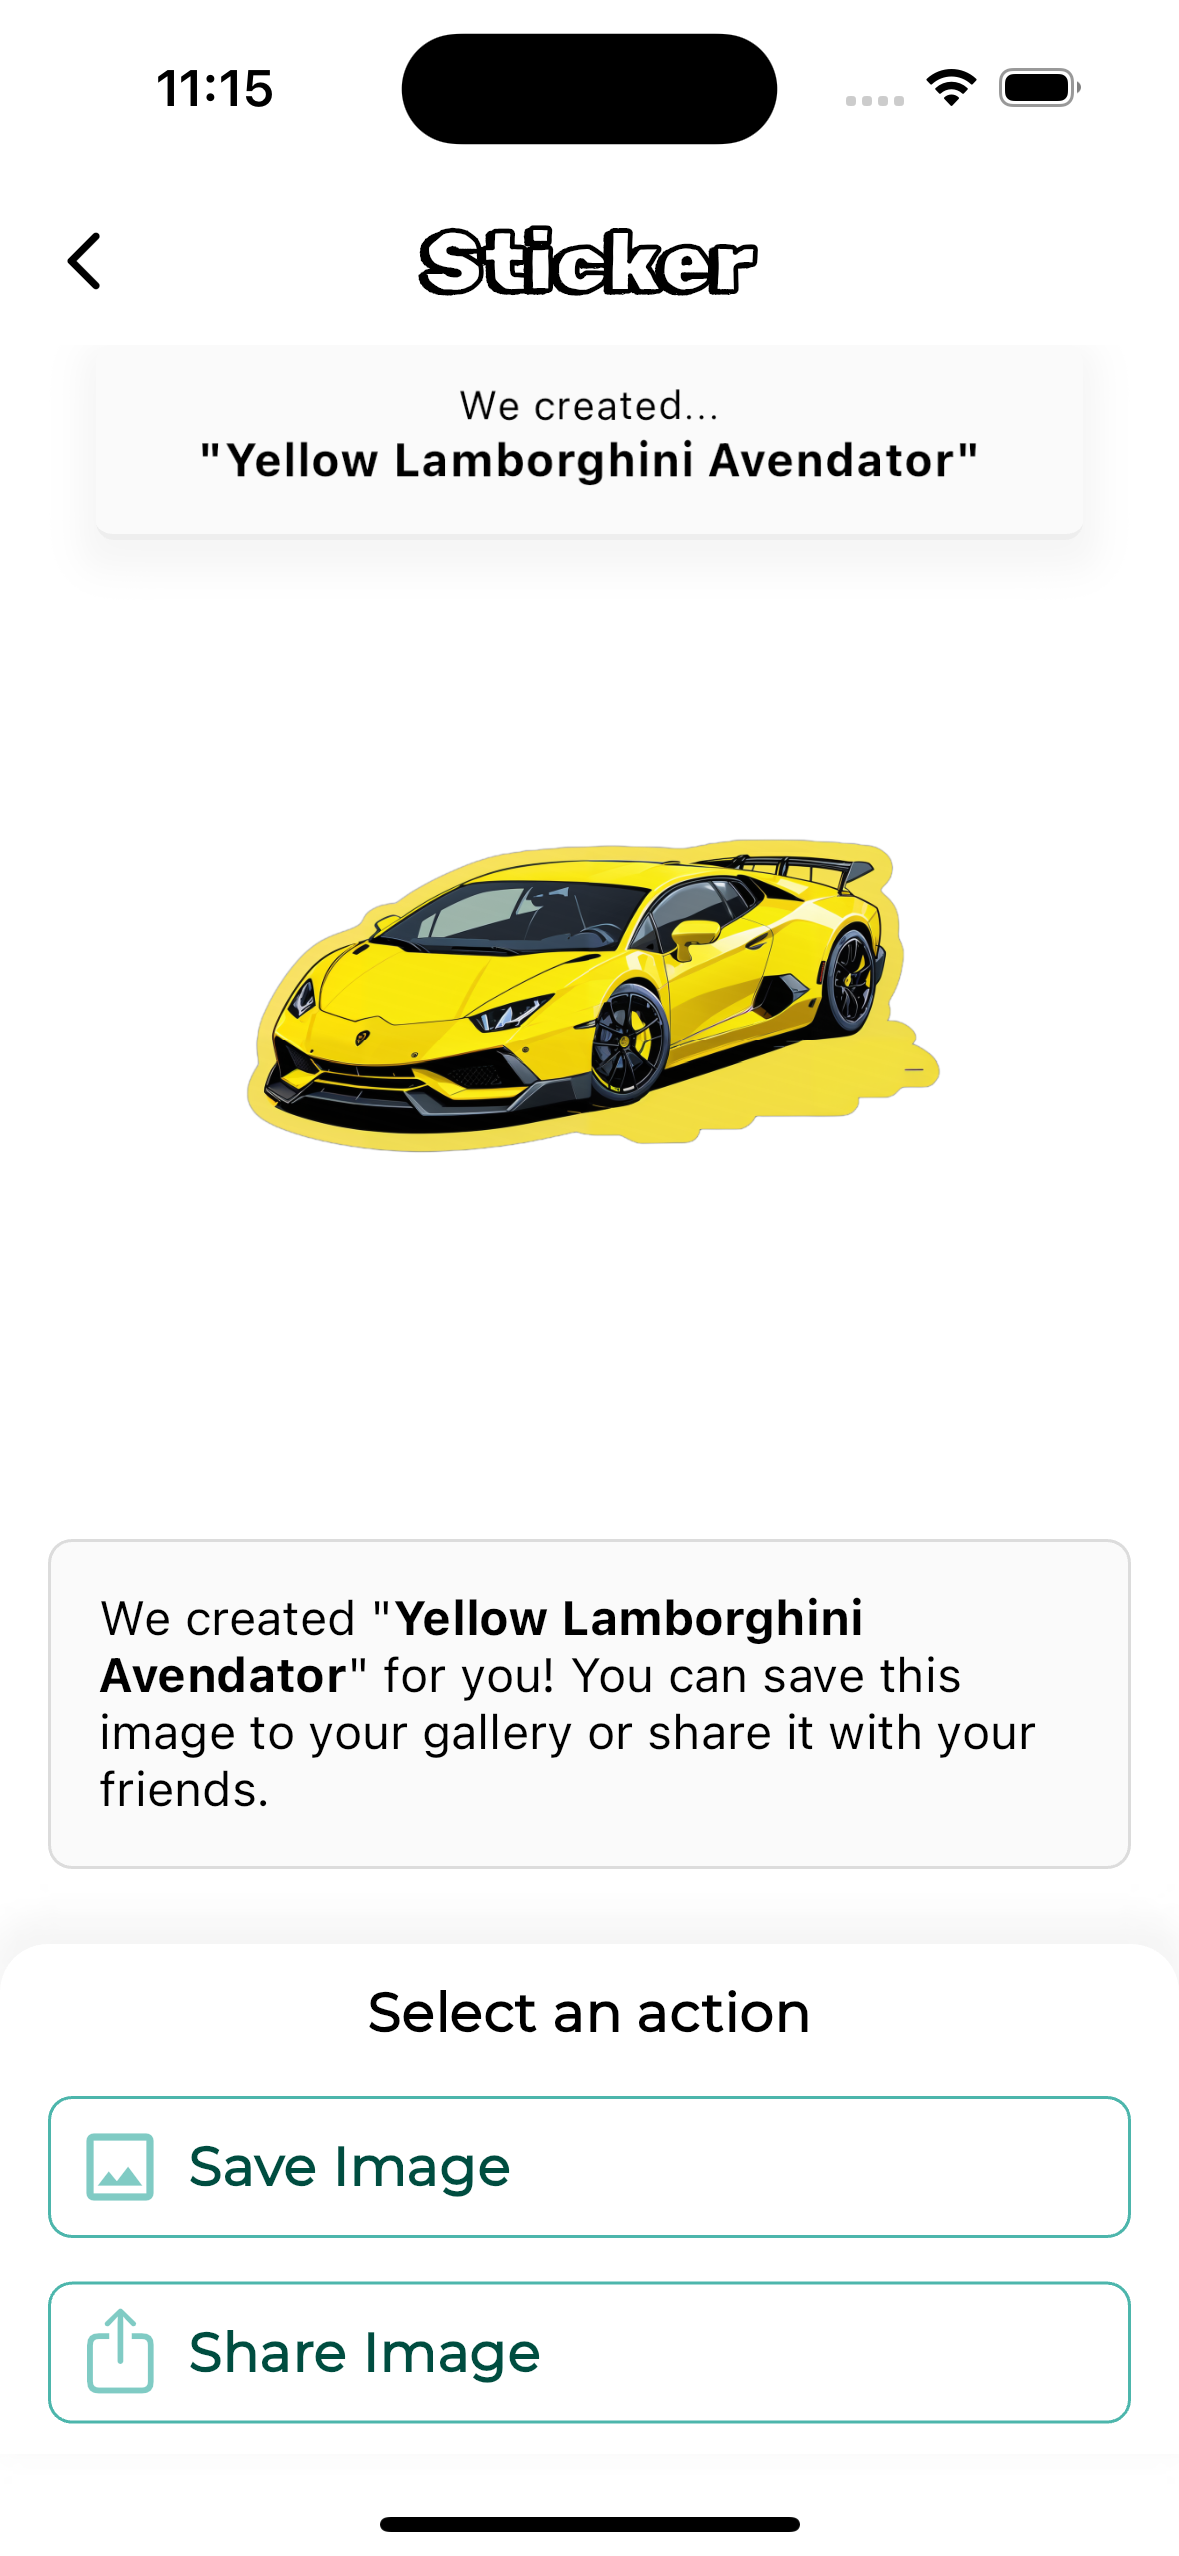 11:15
Sticker
We created...
"Yellow Lamborghini Avendator"
We created "Yellow Lamborghini
Avendator" for you! You can save this
image to your gallery or share it with your
friends.
Select an action
Save Image
Share Image